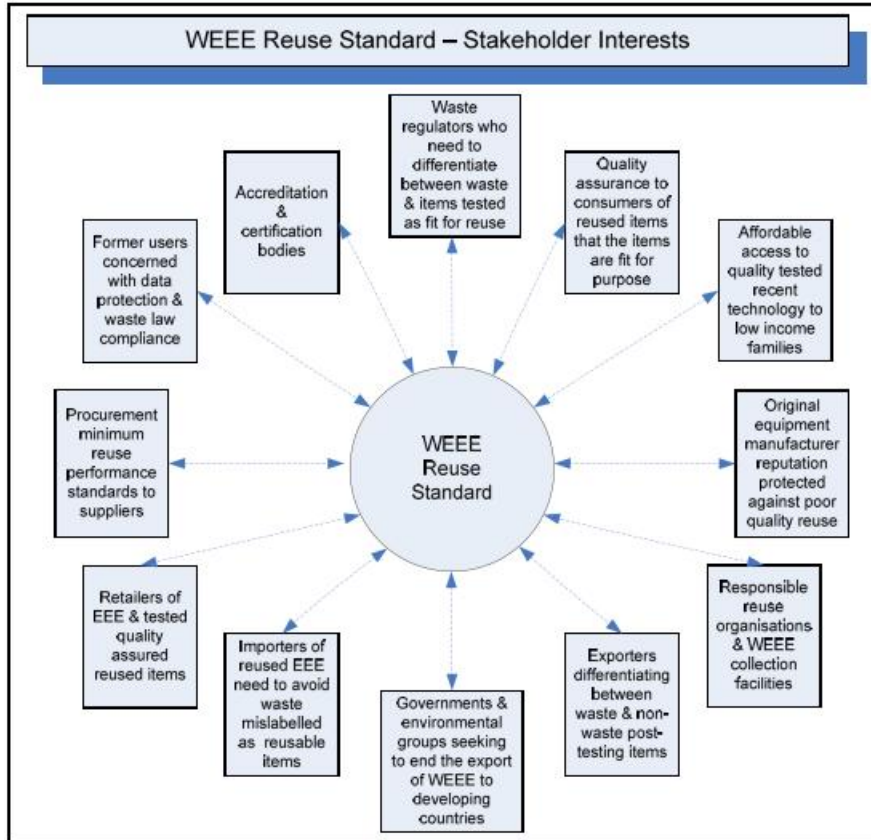 WEEE Reuse Standard – Stakeholder Interests
Waste
regulators who
need to
differentiate
between waste
& items tested
as fit for reuse
Accreditation
&
certification
bodies
Quality
assurance to
consumers of
reused items
that the items
are fit for
purpose
Former users
concerned
with data
protection &
waste law
compliance
Affordable
access to
quality tested
recent
technology to
low income
families
Procurement
minimum
reuse
performance
standards to
suppliers
WEEE
Reuse
Standard
Original
equipment
manufacturer
reputation
protected
against poor
quality reuse
Retailers of
EEE & tested
quality
assured
reused items
Importers of
reused EEE
need to avoid
waste
mislabelled
as reusable
items
Governments &
environmental
groups seeking
to end the export
of WEEE to
developing
countries
Exporters
differentiating
between
waste & non-
waste post-
testing items
Responsible
reuse
organisations
& WEEE
collection
facilities